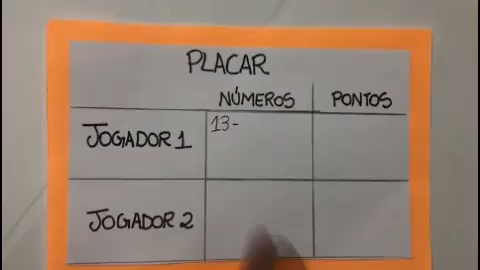 PLACAR
NÚMEROS PONTOS
JOGADOR 1 13-
JOGADOR 2